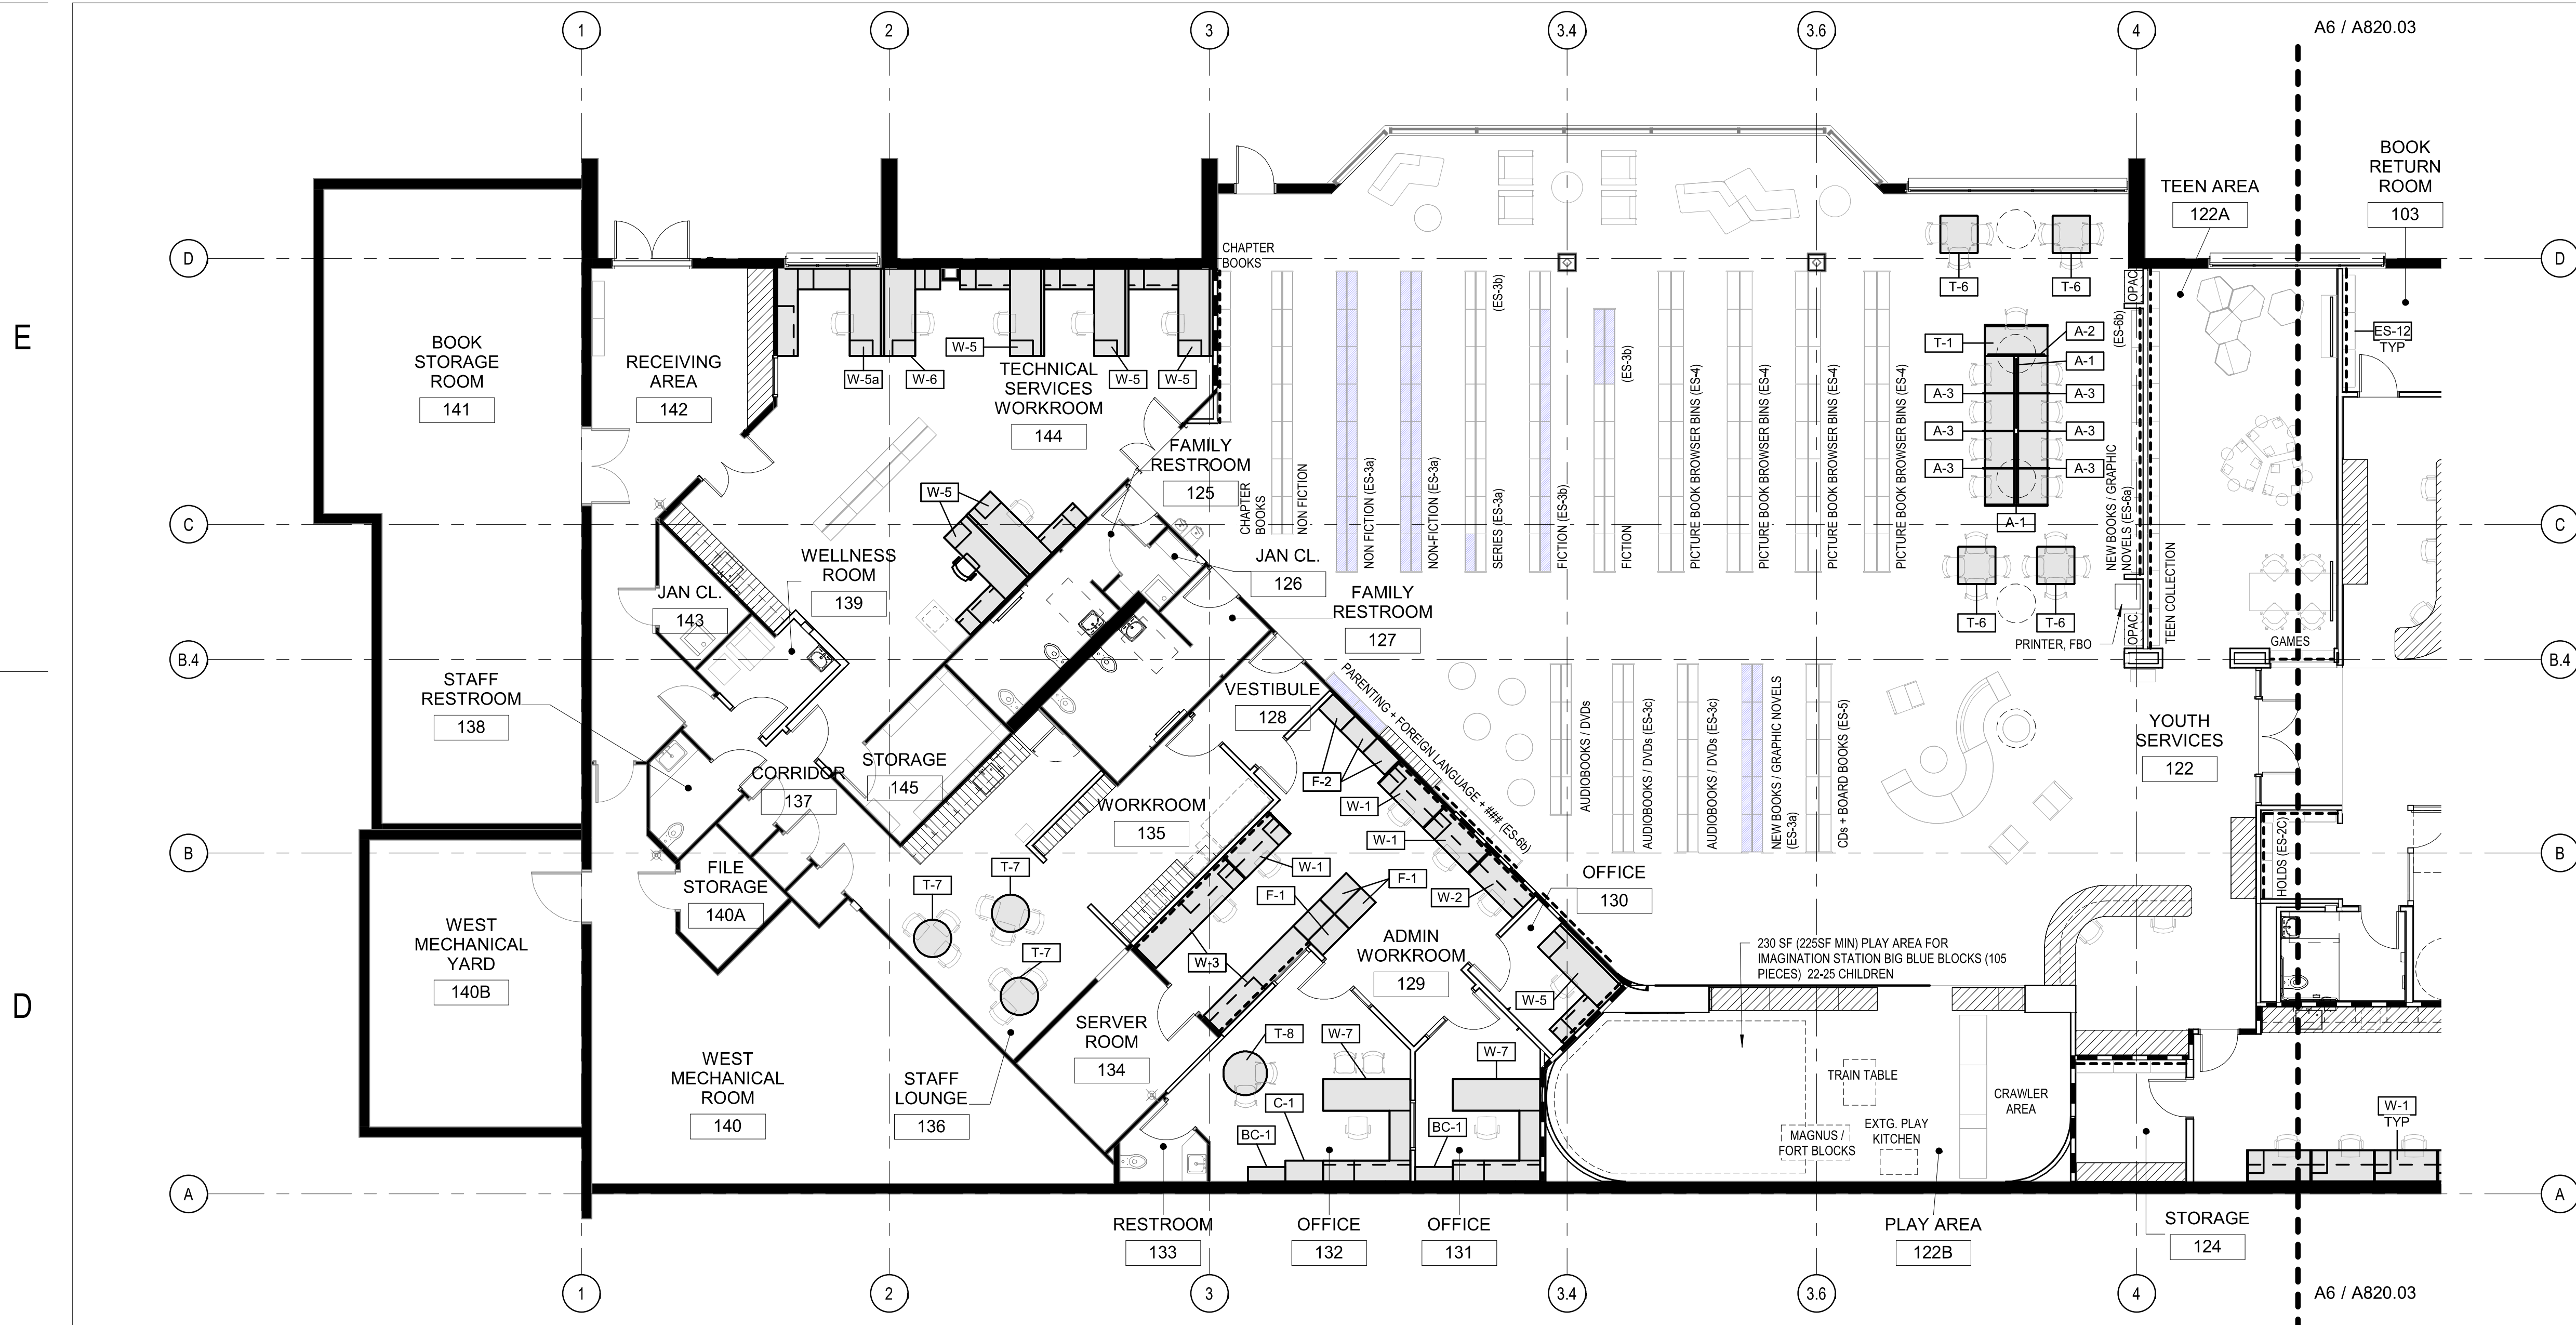 1
2
3
3.4
3.6
4
A6 / A820.03
E
D
BOOK
RETURN
ROOM
103
TEEN AREA
122A
D
D
CHAPTER
BOOKS
T-6
T-6
OPAC
(ES-6b)
(ES-3b)
(ES-3b)
ES-12
TYP
BOOK
STORAGE
ROOM
141
RECEIVING
AREA
142
W-5
W-5a
W-6
W-5
W-5
TECHNICAL
SERVICES
WORKROOM
144
T-1
A-2
A-1
A-3
A-3
A-3
A-3
A-3
A-3
A-1
FAMILY
RESTROOM
125
W-5
CHAPTER
BOOKS
NON FICTION
NON FICTION (ES-3a)
NON-FICTION (ES-3a)
SERIES (ES-3a)
FICTION (ES-3b)
FICTION
PICTURE BOOK BROWSER BINS (ES-4)
PICTURE BOOK BROWSER BINS (ES-4)
PICTURE BOOK BROWSER BINS (ES-4)
PICTURE BOOK BROWSER BINS (ES-4)
NEW BOOKS / GRAPHIC
NOVELS (ES-6a)
TEEN COLLECTION
C
C
WELLNESS
ROOM
139
JAN CL.
126
JAN CL.
143
FAMILY
RESTROOM
127
T-6
T-6
PRINTER, FBO
OPAC
GAMES
B.4
B.4
STAFF
RESTROOM
138
VESTIBULE
128
PARENTING + FOREIGN LANGUAGE + ### (ES-6b)
AUDIOBOOKS / DVDs
AUDIOBOOKS / DVDs (ES-3c)
AUDIOBOOKS / DVDs (ES-3c)
NEW BOOKS / GRAPHIC NOVELS
(ES-3a)
CDs + BOARD BOOKS (ES-5)
YOUTH
SERVICES
122
STORAGE
145
CORRIDOR
137
F-2
W-1
WORKROOM
135
W-1
B
B
HOLDS (ES-2C)
FILE
STORAGE
140A
T-7
T-7
T-7
W-1
F-1
F-1
W-2
OFFICE
130
D
WEST
MECHANICAL
YARD
140B
W-3
ADMIN
WORKROOM
129
230 SF (225SF MIN) PLAY AREA FOR
IMAGINATION STATION BIG BLUE BLOCKS (105
PIECES) 22-25 CHILDREN
W-5
SERVER
ROOM
134
T-8
W-7
W-7
WEST
MECHANICAL
ROOM
140
STAFF
LOUNGE
136
C-1
BC-1
BC-1
TRAIN TABLE
CRAWLER
AREA
EXTG. PLAY
KITCHEN
MAGNUS /
FORT BLOCKS
W-1
TYP
A
A
RESTROOM
133
OFFICE
132
OFFICE
131
PLAY AREA
122B
STORAGE
124
1
2
3
3.4
3.6
4
A6 / A820.03